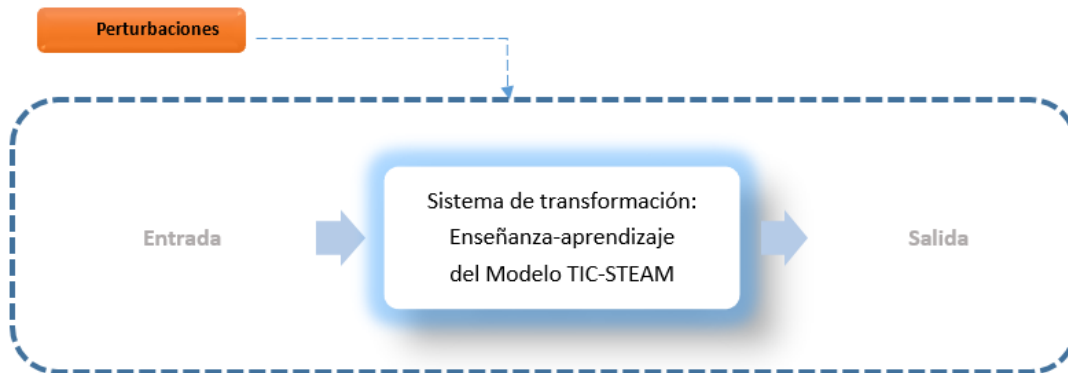 Perturbaciones
Entrada
Sistema de transformación:
Enseñanza-aprendizaje
del Modelo TIC-STEAM
Salida